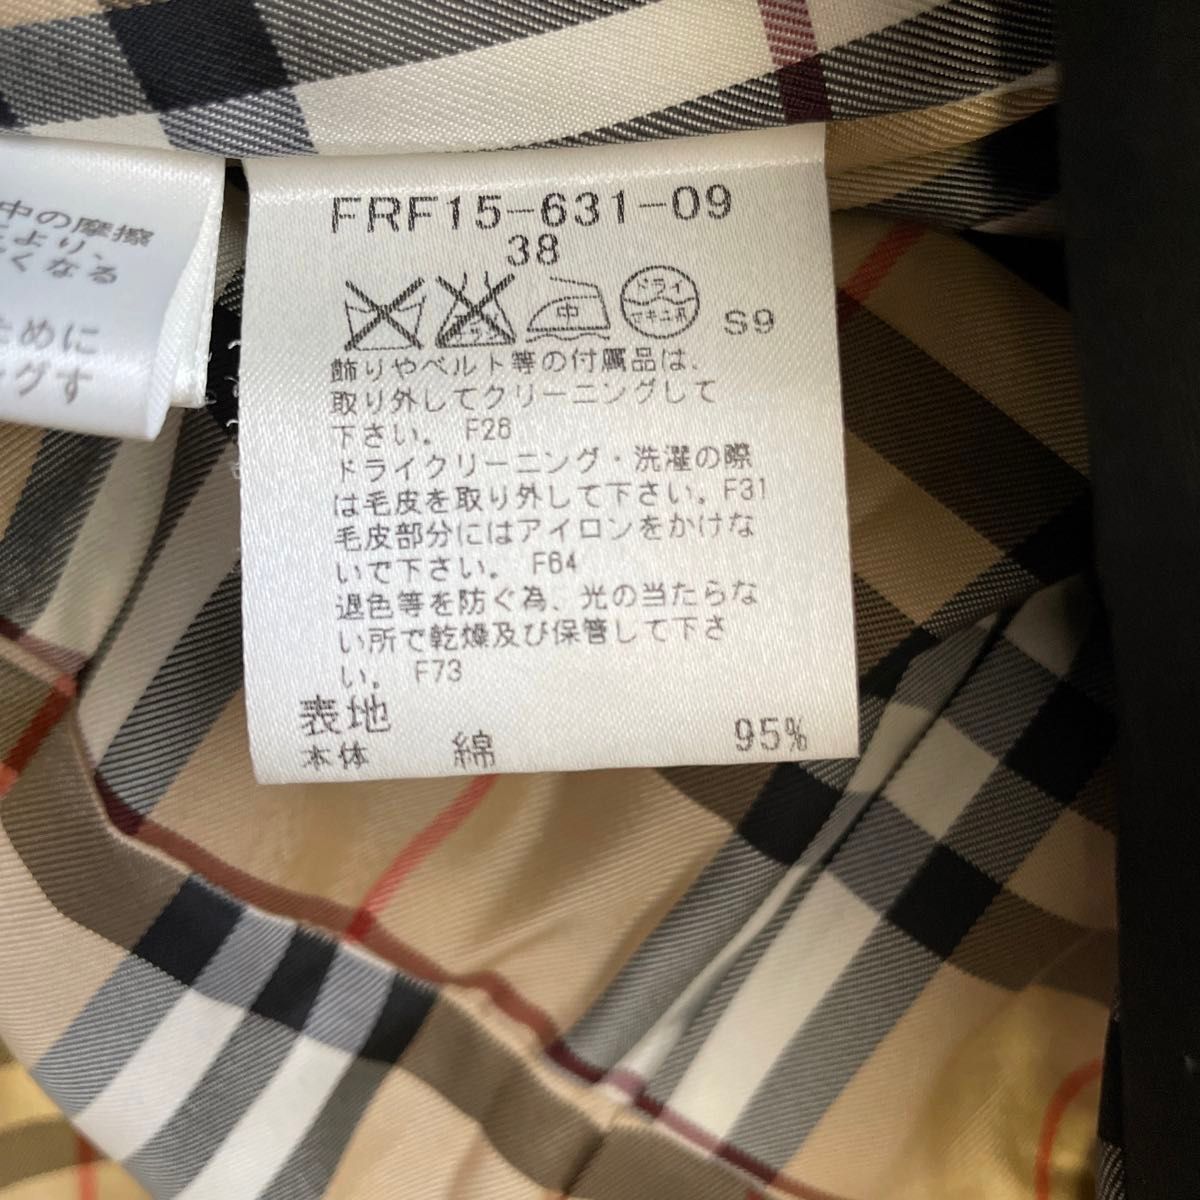 中の摩擦
より、
くなる
ために
グす
FRF15-631-09
38
中
ドライ
S9
飾りやベルト等の付属品は、
取り外してクリーニングして
下さい。 F26
ドライクリーニング・洗濯の際
は毛皮を取り外して下さい。F31
毛皮部分にはアイロンをかけな
いで下さい。 F64
退色等を防ぐ為、光の当たらな
い所で乾燥及び保管して下さ
い。 F73
表地
本体 綿 95%